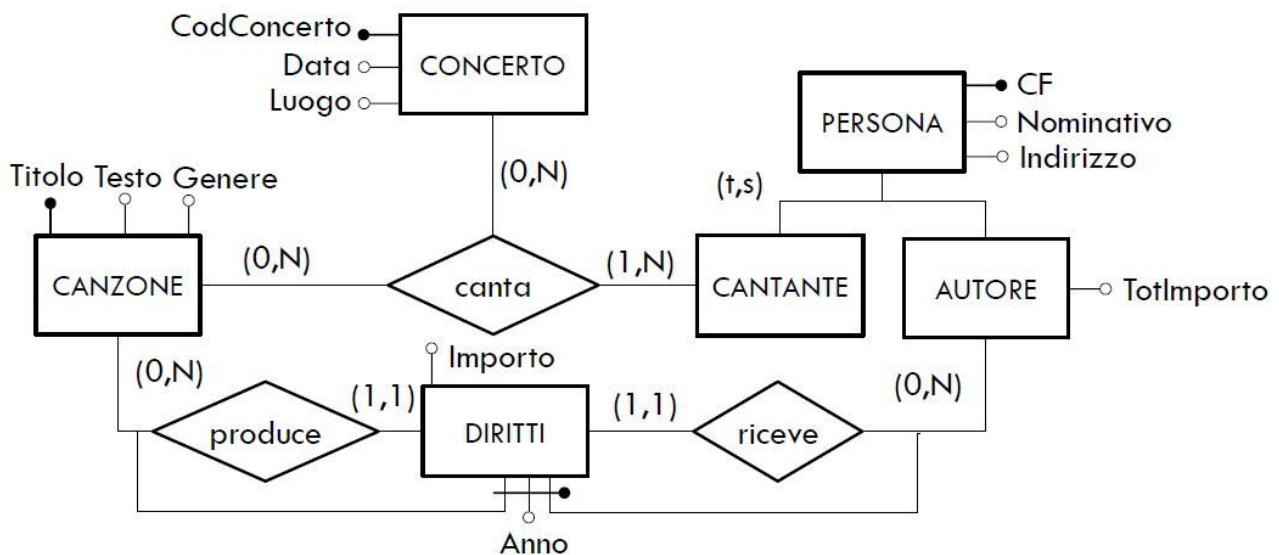 CodConcerto
Data
Luogo
CONCERTO
CF
PERSONA
Nominativo
Indirizzo
(0,N)
(t,s)
Titolo Testo Genere
(0,N)
(1,N)
CANZONE
canta
CANTANTE
AUTORE
TotImporto
Importo
(0,N)
(1,1)
(1,1)
(0,N)
produce
DIRITTI
riceve
Anno